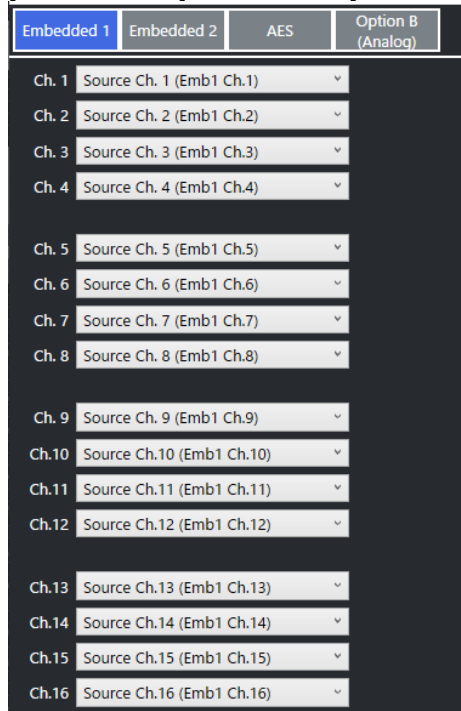 Embedded 1 Embedded 2 AES Option B
(Analog)
Ch. 1 Source Ch. 1 (Emb1 Ch.1)
Ch. 2 Source Ch. 2 (Emb1 Ch.2)
Ch. 3 Source Ch. 3 (Emb1 Ch.3)
Ch. 4 Source Ch. 4 (Emb1 Ch.4)
Ch. 5 Source Ch. 5 (Emb1 Ch.5)
Ch. 6 Source Ch. 6 (Emb1 Ch.6)
Ch. 7 Source Ch. 7 (Emb1 Ch.7)
Ch. 8 Source Ch. 8 (Emb1 Ch.8)
Ch. 9 Source Ch. 9 (Emb1 Ch.9)
Ch.10 Source Ch.10 (Emb1 Ch.10)
Ch.11 Source Ch.11 (Emb1 Ch.11)
Ch.12 Source Ch.12 (Emb1 Ch.12)
Ch.13 Source Ch.13 (Emb1 Ch.13)
Ch.14 Source Ch.14 (Emb1 Ch.14)
Ch.15 Source Ch.15 (Emb1 Ch.15)
Ch.16 Source Ch.16 (Emb1 Ch.16)